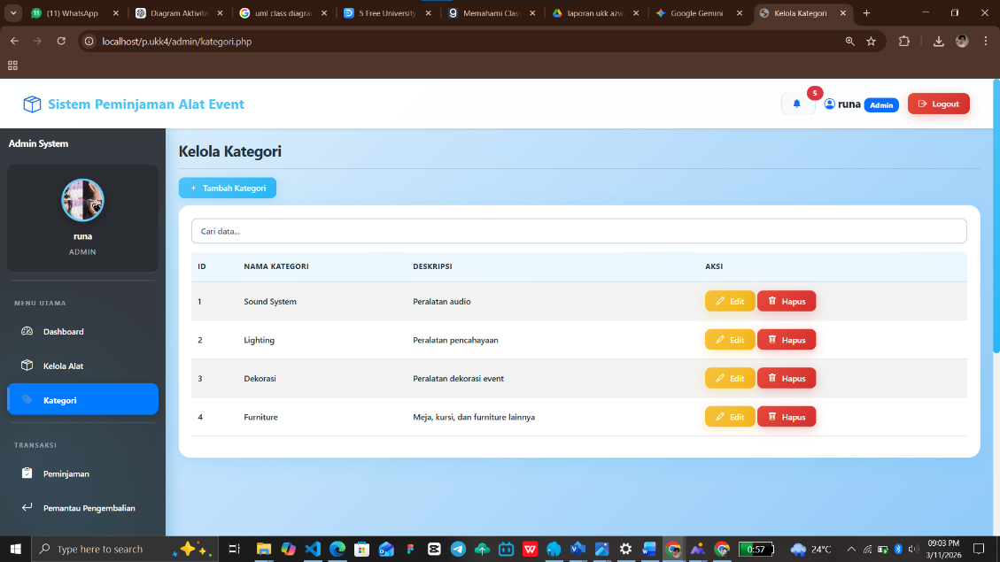 (11) WhatsApp
Diagram Aktivita
uml class diagra
5 Free University
Memahami Class
laporan ukk azw
Google Gemini
Kelola Kategori
localhost/p.ukk4/admin/kategori.php
Sistem Peminjaman Alat Event
5
runa Admin
Logout
Admin System
runa
ADMIN
MENU UTAMA
Dashboard
Kelola Alat
Kategori
TRANSAKSI
Peminjaman
Pemantau Pengembalian
Kelola Kategori
+ Tambah Kategori
Cari data...
ID NAMA KATEGORI DESKRIPSI AKSI
1 Sound System Peralatan audio Edit Hapus
2 Lighting Peralatan pencahayaan Edit Hapus
3 Dekorasi Peralatan dekorasi event Edit Hapus
4 Furniture Meja, kursi, dan furniture lainnya Edit Hapus
Type here to search
0:57
24°C
09:03 PM
3/11/2026